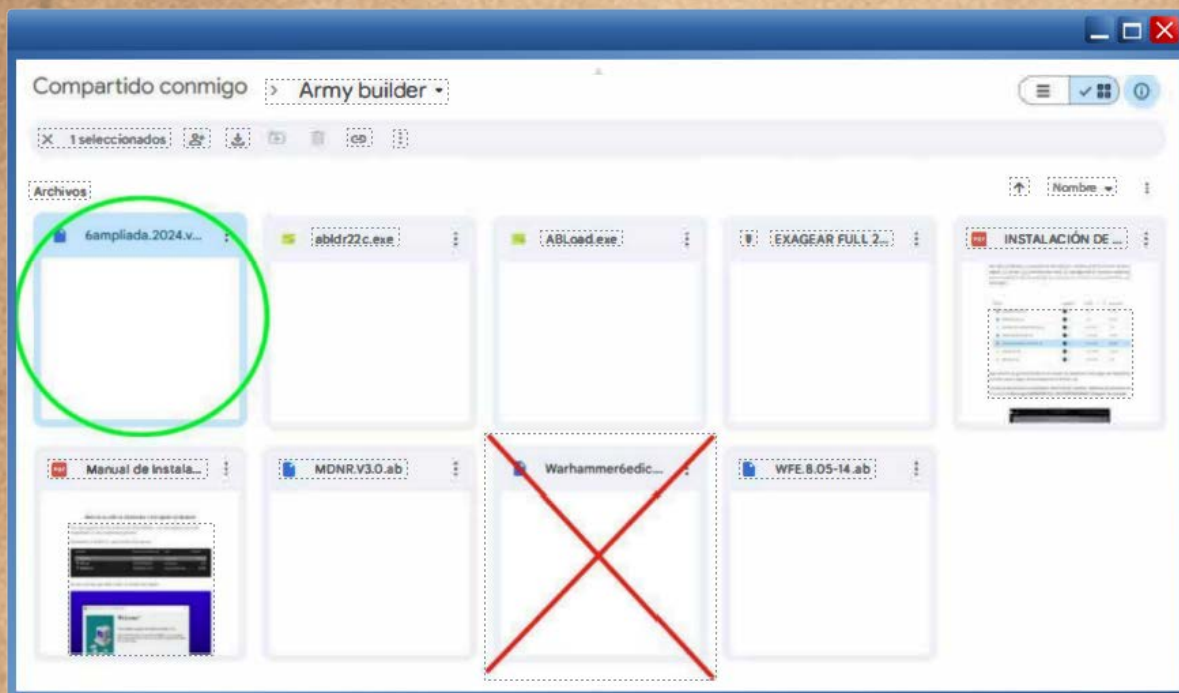 Compartido conmigo > Army builder
1 seleccionados
Archivos
Nombre
6ampliada.2024.v...
abldr22c.exe
ABLoad.exe
EXAGEAR FULL 2...
INSTALACIÓN DE ...
Manual de Instala...
MDNR.V3.0.ab
Warhammer6edic...
WFE.8.05-14.ab